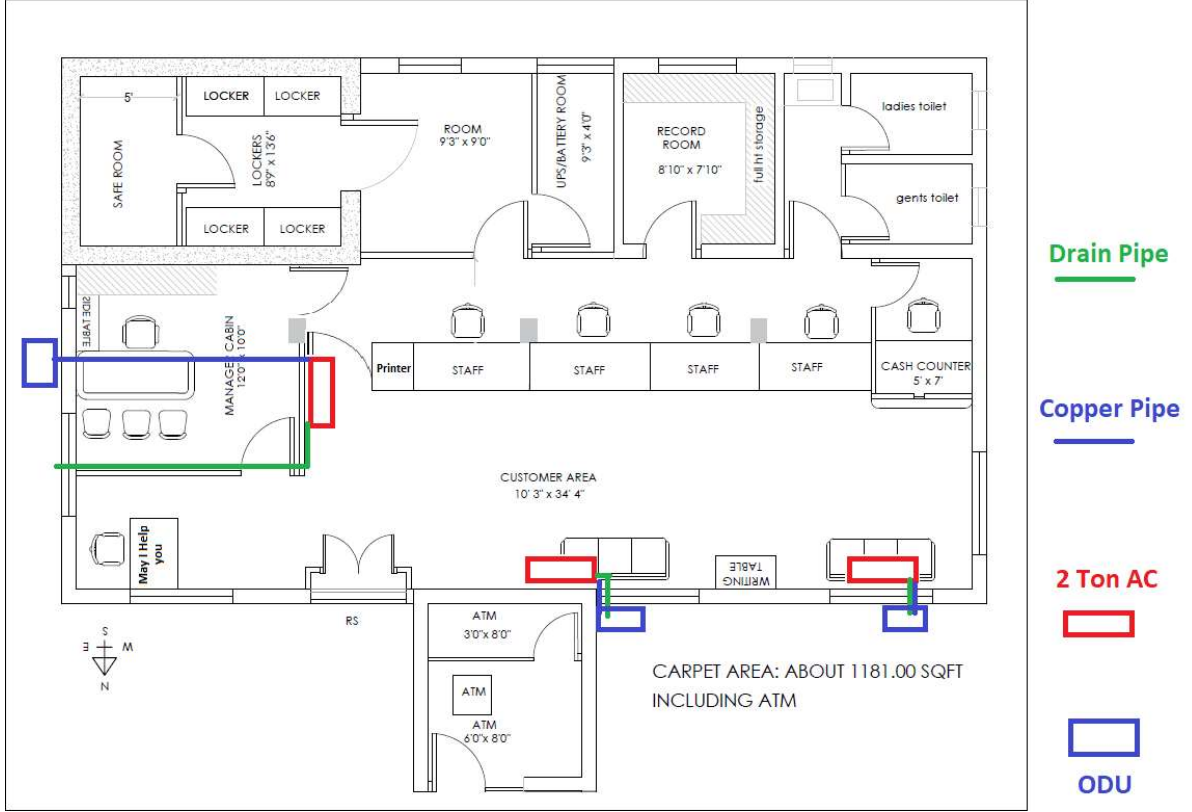 5'
LOCKER
LOCKER
SAFE ROOM
LOCKERS
8'9" x 13'6"
LOCKER
LOCKER
ROOM
9'3" x 9'0"
UPS/BATTERY ROOM
9'3" x 4'0"
RECORD
ROOM
8'10" x 7'10"
full ht storage
ladies toilet
gents toilet
Drain Pipe
SIDE TABLE
MANAGER CABIN
12'0" x 10'0"
Printer
STAFF
STAFF
STAFF
STAFF
CASH COUNTER
5' x 7'
Copper Pipe
CUSTOMER AREA
10' 3" x 34' 4"
May I Help
you
WRITING
TABLE
2 Ton AC
RS
ATM
3'0"x 8'0"
S
E
W
N
ATM
ATM
6'0"x 8'0"
CARPET AREA: ABOUT 1181.00 SQFT
INCLUDING ATM
ODU